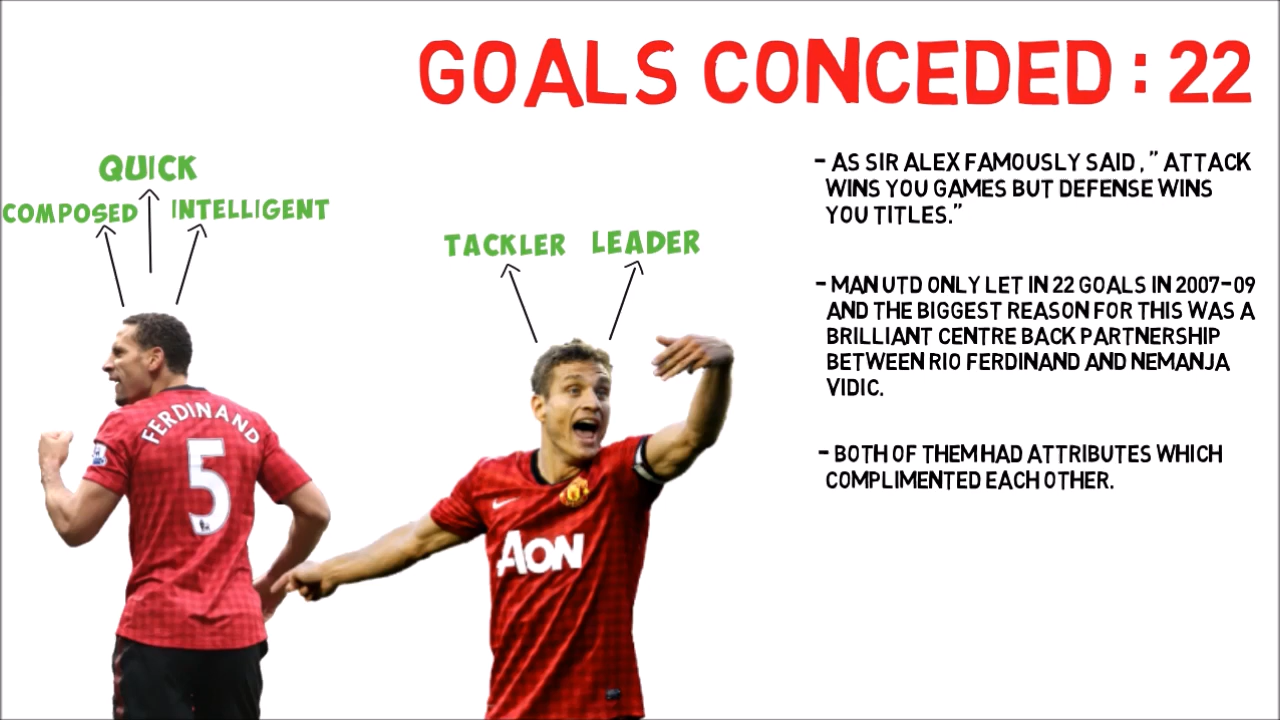 GOALS CONCEDED : 22
QUICK
COMPOSED
INTELLIGENT
TACKLER
LEADER
FERDINAND
5
AON
- AS SIR ALEX FAMOUSLY SAID , " ATTACK
WINS YOU GAMES BUT DEFENSE WINS
YOU TITLES."
- MAN UTD ONLY LET IN 22 GOALS IN 2007-09
AND THE BIGGEST REASON FOR THIS WAS A
BRILLIANT CENTRE BACK PARTNERSHIP
BETWEEN RIO FERDINAND AND NEMANJA
VIDIC.
- BOTH OF THEM HAD ATTRIBUTES WHICH
COMPLIMENTED EACH OTHER.